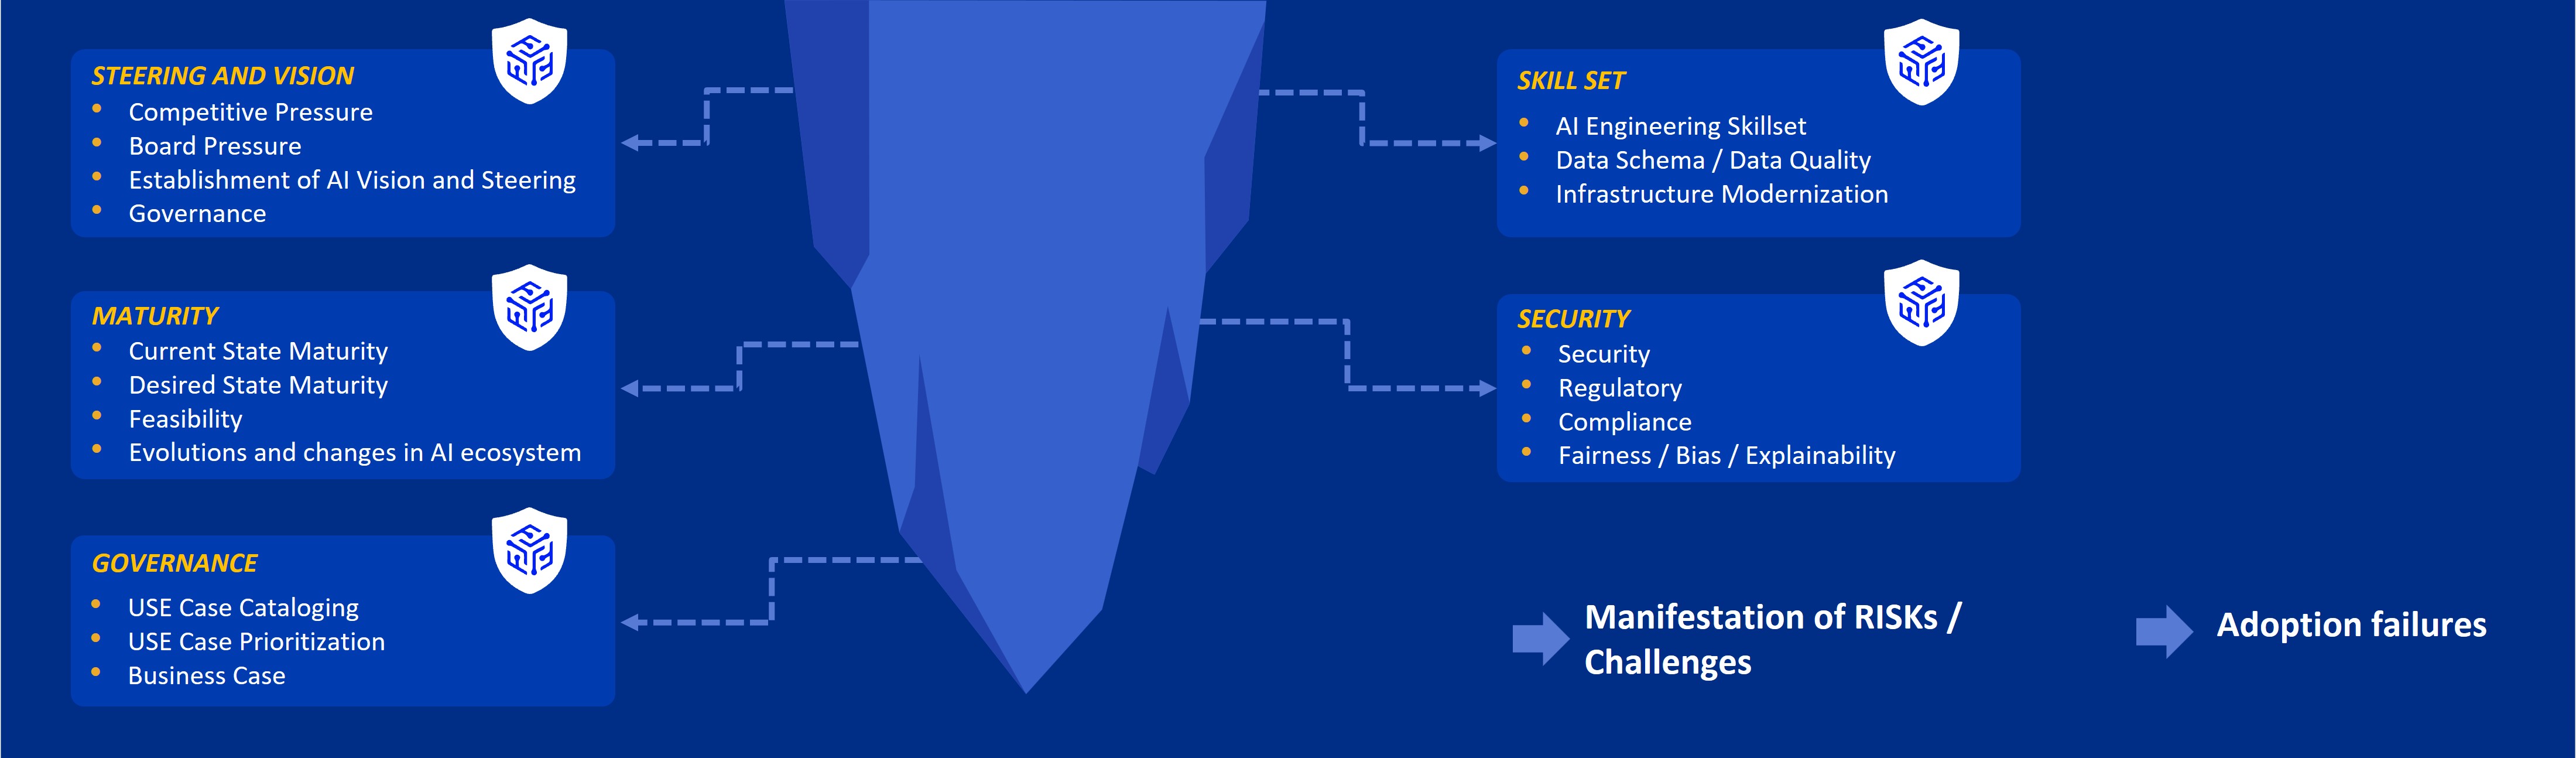 STEERING AND VISION
• Competitive Pressure
• Board Pressure
• Establishment of AI Vision and Steering
• Governance
MATURITY
• Current State Maturity
• Desired State Maturity
• Feasibility
• Evolutions and changes in AI ecosystem
GOVERNANCE
• USE Case Cataloging
• USE Case Prioritization
• Business Case
SKILL SET
• AI Engineering Skillset
• Data Schema / Data Quality
• Infrastructure Modernization
SECURITY
• Security
• Regulatory
• Compliance
• Fairness / Bias / Explainability
Manifestation of RISKs /
Challenges
Adoption failures